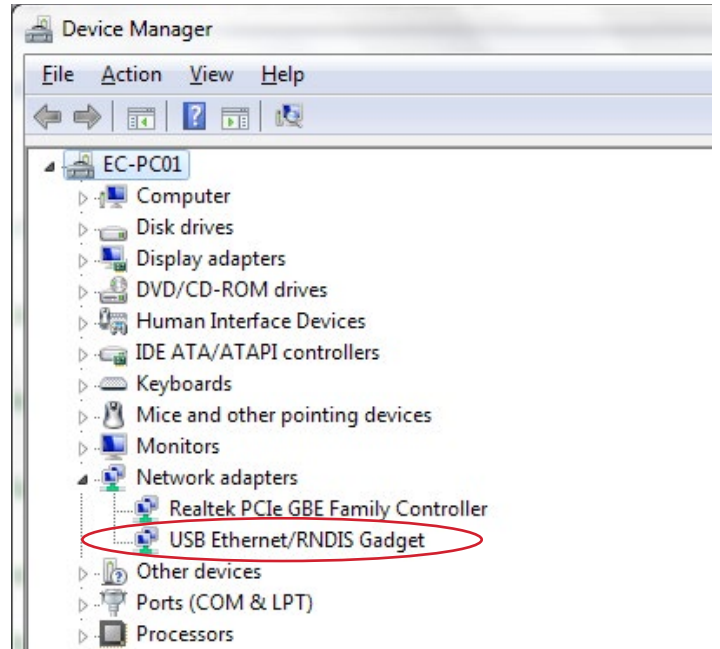 Device Manager
File Action View Help
EC-PC01
Computer
Disk drives
Display adapters
DVD/CD-ROM drives
Human Interface Devices
IDE ATA/ATAPI controllers
Keyboards
Mice and other pointing devices
Monitors
Network adapters
Realtek PCIe GBE Family Controller
USB Ethernet/RNDIS Gadget
Other devices
Ports (COM & LPT)
Processors